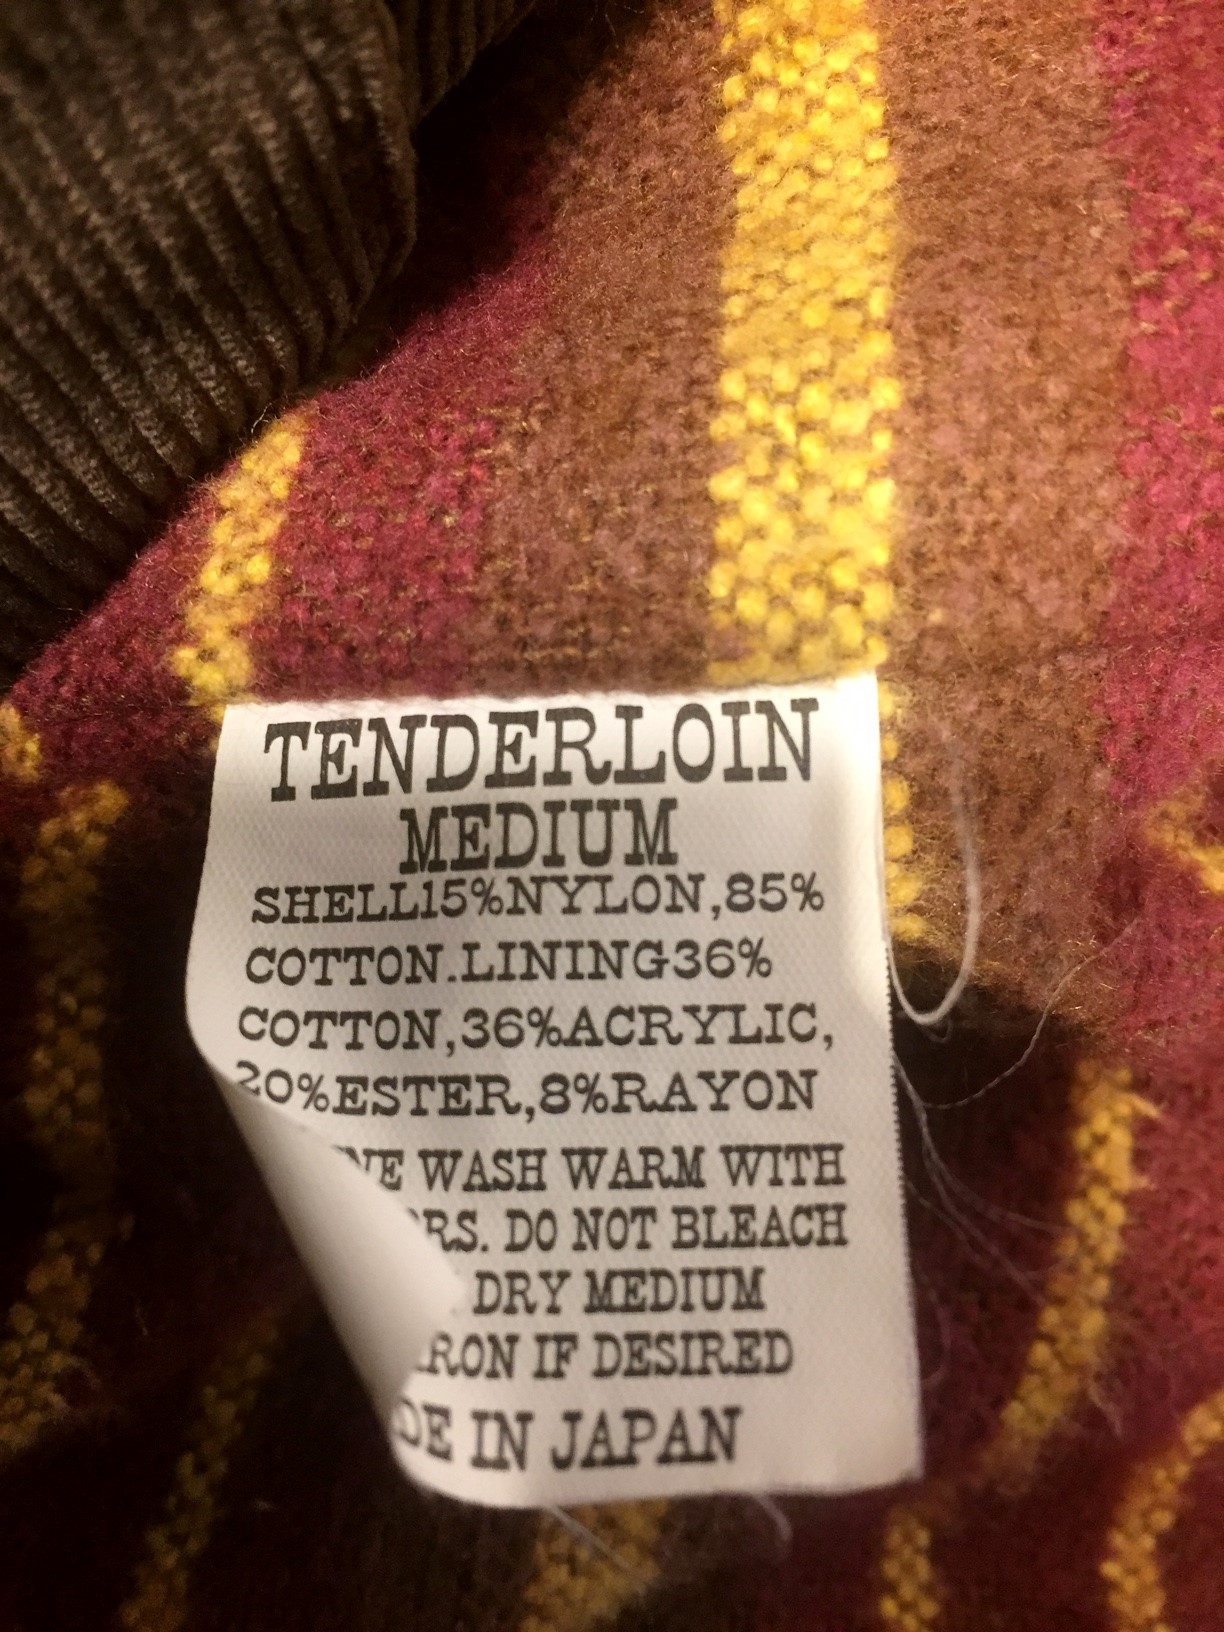 TENDERLOIN
MEDIUM
SHELL15%NYLON,85%
COTTON.LINING36%
COTTON,36%ACRYLIC,
20%ESTER,8%RAYON
WASH WARM WITH
DO NOT BLEACH
DRY MEDIUM
IRON IF DESIRED
IN JAPAN